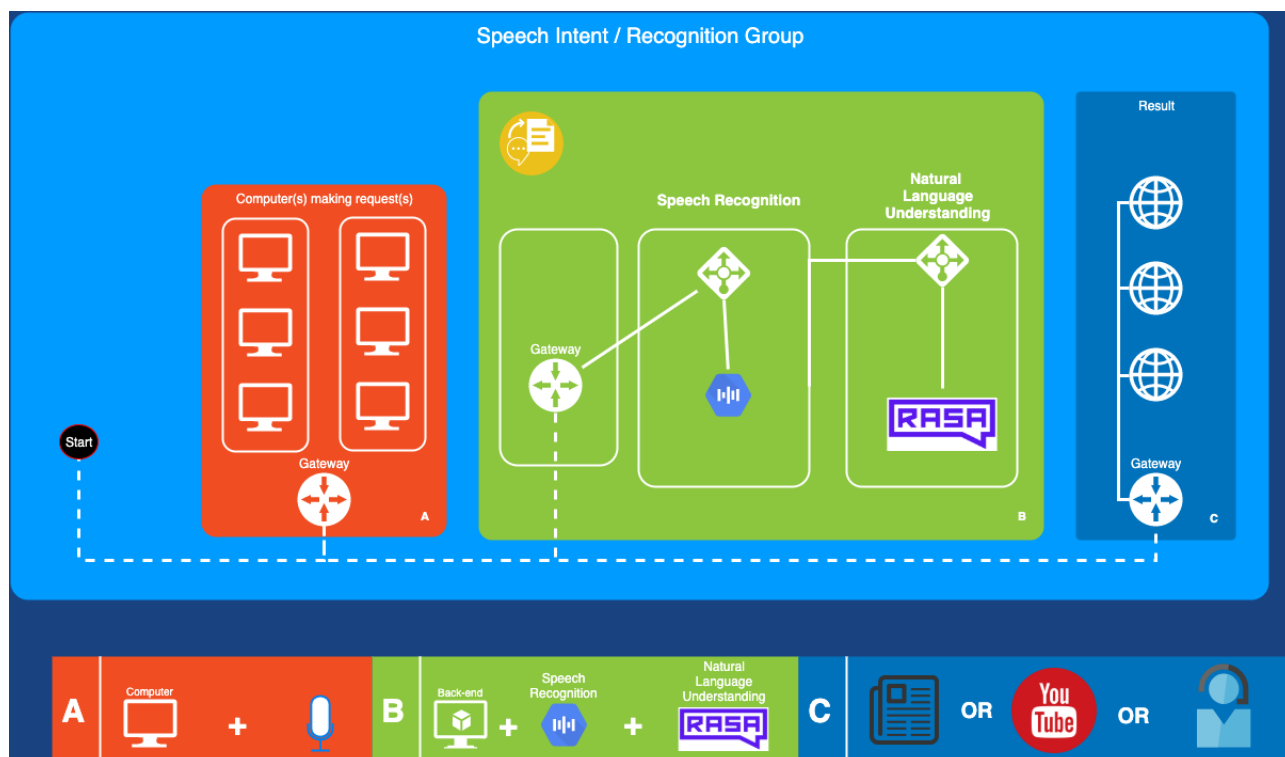 Speech Intent / Recognition Group
Result
Computer(s) making request(s)
Speech Recognition
Natural
Language
Understanding
Gateway
RASA
Start
Gateway
Gateway
A
B
C
A
Computer
+
B
Back-end
+
Speech
Recognition
+
Natural
Language
Understanding
RASA
C
OR
You
Tube
OR